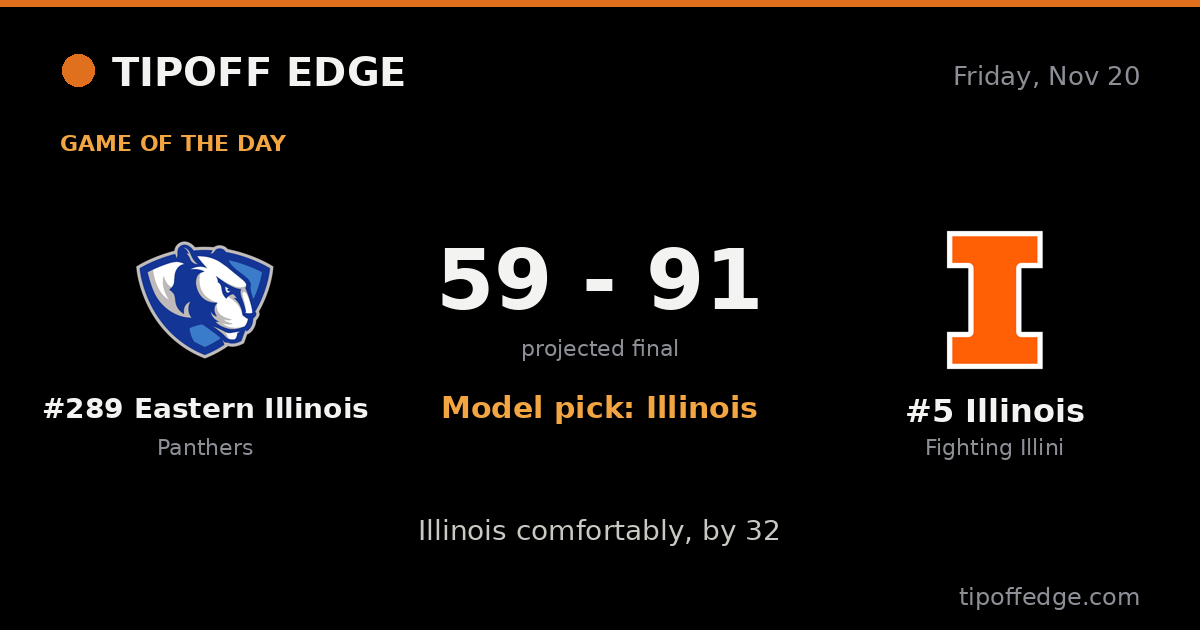 TIPOFF EDGE
Friday, Nov 20
GAME OF THE DAY
59 - 91
projected final
#289 Eastern Illinois
Panthers
Model pick: Illinois
#5 Illinois
Fighting Illini
Illinois comfortably, by 32
tipoffedge.com